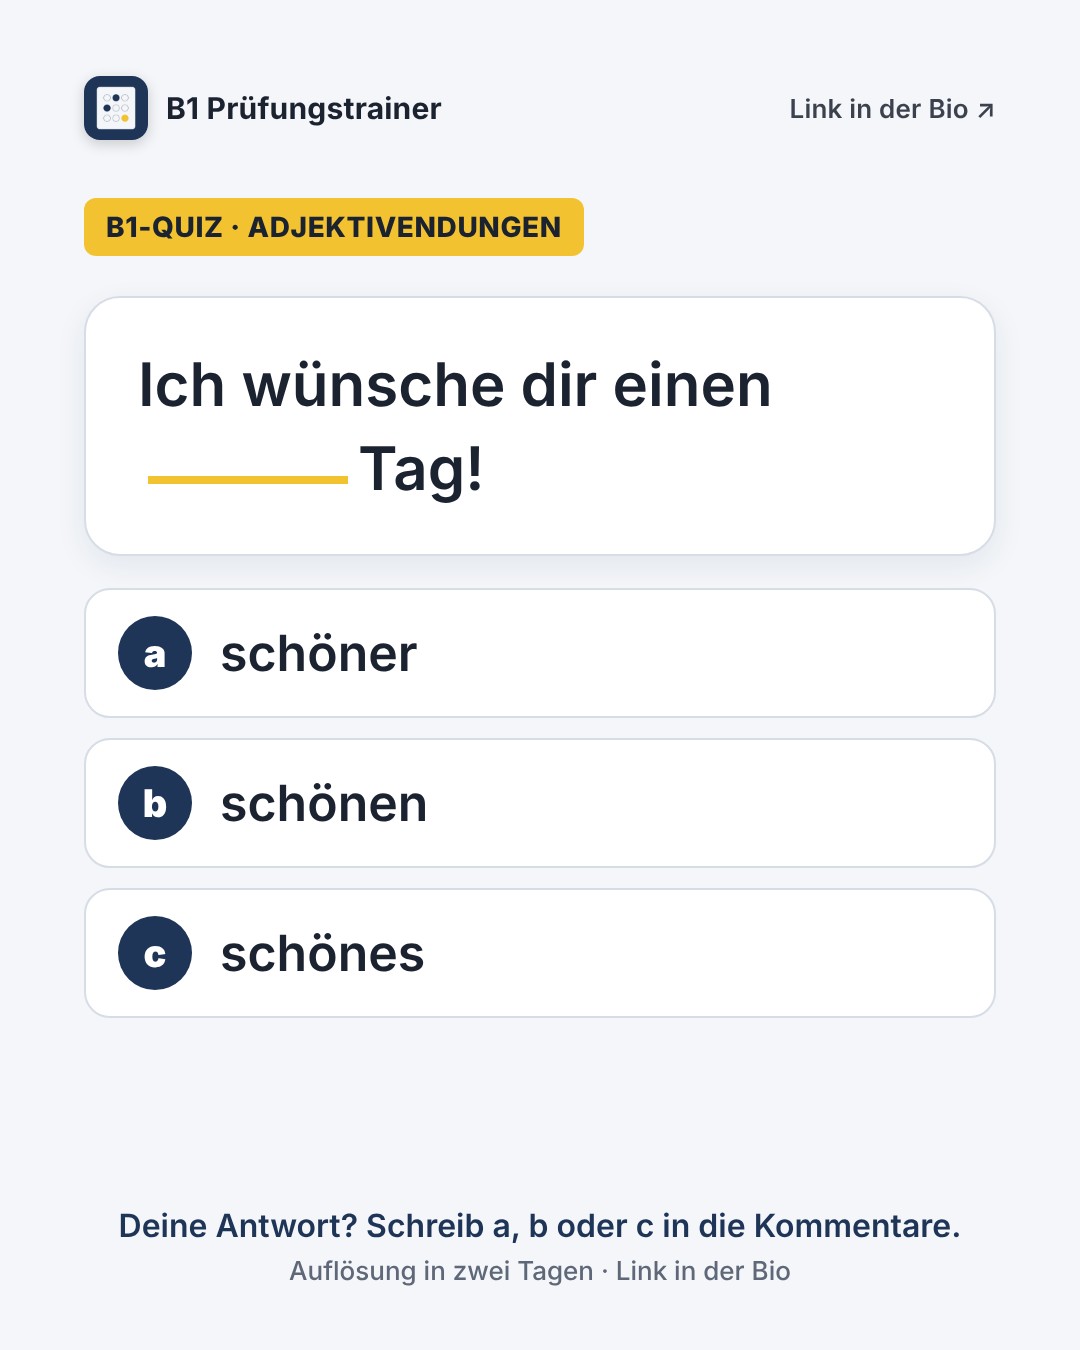 B1 Prüfungstrainer
Link in der Bio ↗
B1-QUIZ · ADJEKTIVENDUNGEN
Ich wünsche dir einen
Tag!
a schöner
b schönen
c schönes
Deine Antwort? Schreib a, b oder c in die Kommentare.
Auflösung in zwei Tagen · Link in der Bio